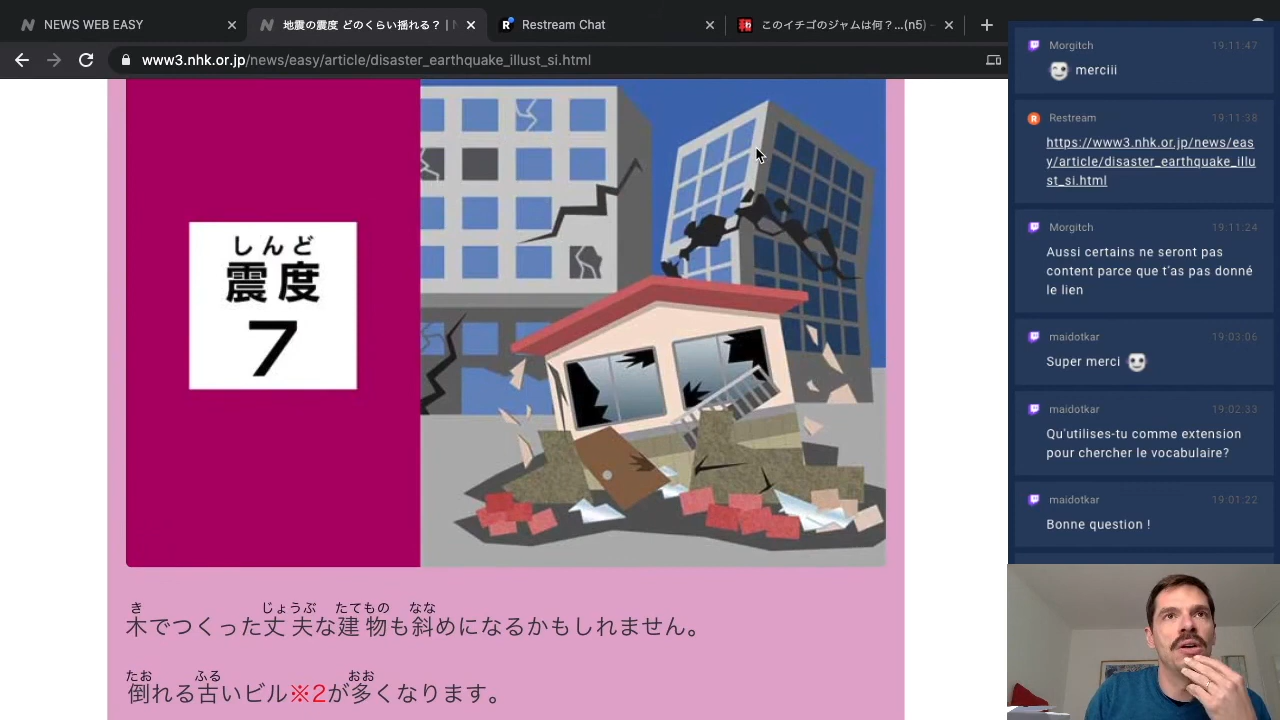 NEWS WEB EASY
地震の震度 どのくらい揺れる？ | N
Restream Chat
このイチゴのジャムは何？...(n5) -
www3.nhk.or.jp/news/easy/article/disaster_earthquake_illust_si.html
しんど
震度
7
き じょうぶ たてもの なな
木でつくった丈夫な建物も斜めになるかもしれません。
たお ふる おお
倒れる古いビル※2が多くなります。
Morgitch 19:11:47
merciii
Restream 19:11:38
https://www3.nhk.or.jp/news/eas
y/article/disaster_earthquake_illu
st_si.html
Morgitch 19:11:24
Aussi certains ne seront pas
content parce que t'as pas donné
le lien
maidotkar 19:03:06
Super merci
maidotkar 19:02:33
Qu'utilises-tu comme extension
pour chercher le vocabulaire?
maidotkar 19:01:22
Bonne question !